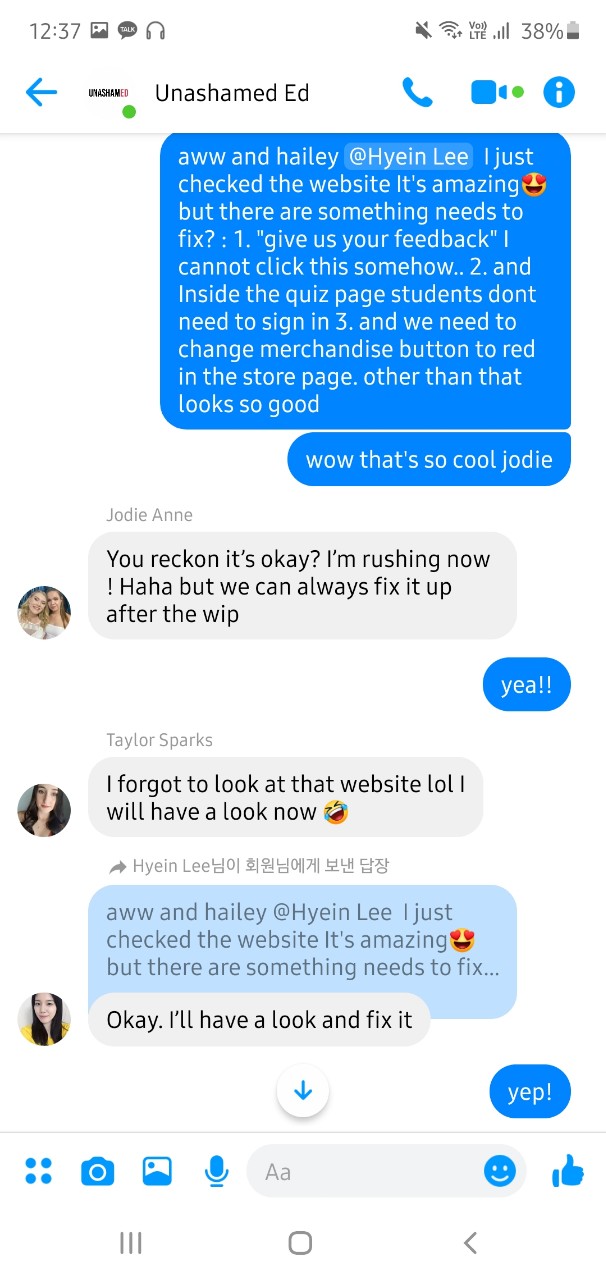 12:37 TALK Vo)) LTE 38%
UNASHAMED Unashamed Ed
aww and hailey @Hyein Lee I just
checked the website It's amazing😍
but there are something needs to
fix? : 1. "give us your feedback" I
cannot click this somehow.. 2. and
Inside the quiz page students dont
need to sign in 3. and we need to
change merchandise button to red
in the store page. other than that
looks so good
wow that's so cool jodie
Jodie Anne
You reckon it’s okay? I’m rushing now
! Haha but we can always fix it up
after the wip
yea!!
Taylor Sparks
I forgot to look at that website lol I
will have a look now 🤣
Hyein Lee님이 회원님에게 보낸 답장
aww and hailey @Hyein Lee I just
checked the website It's amazing😍
but there are something needs to fix...
Okay. I’ll have a look and fix it
yep!
Aa